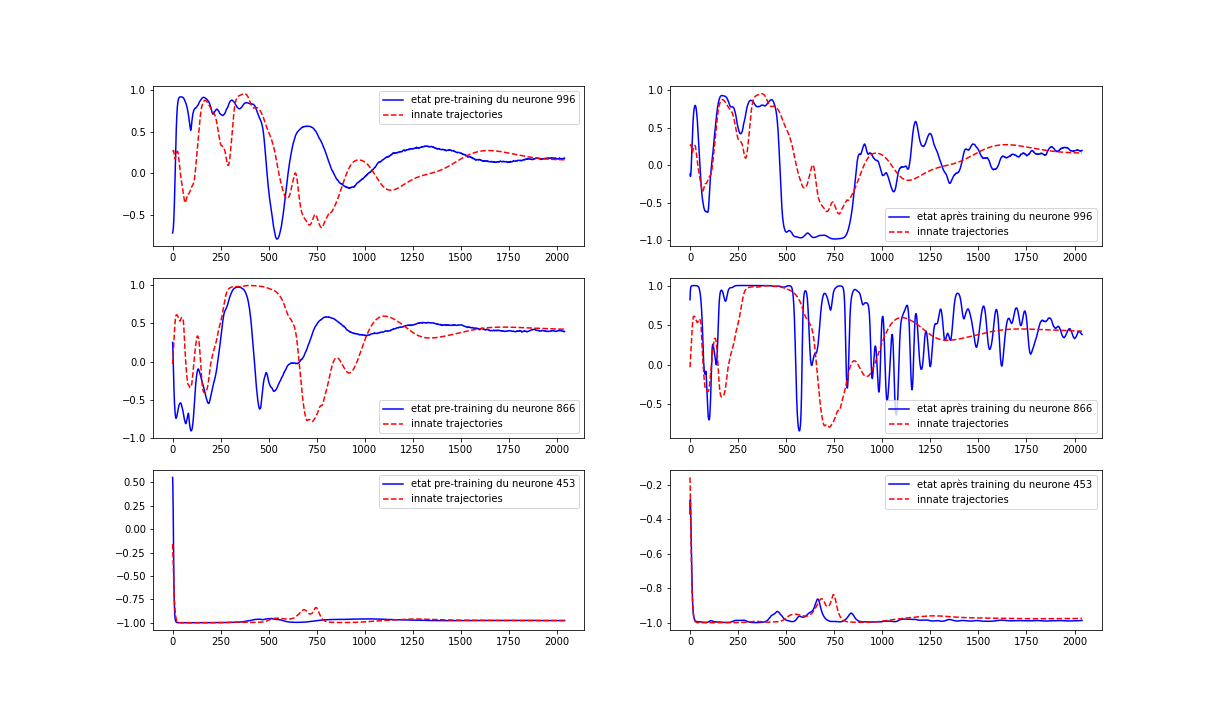 1.0
0.5
0.0
−0.5
0 250 500 750 1000 1250 1500 1750 2000
etat pre-training du neurone 996
innate trajectories
1.0
0.5
0.0
−0.5
−1.0
0 250 500 750 1000 1250 1500 1750 2000
etat après training du neurone 996
innate trajectories
1.0
0.5
0.0
−0.5
−1.0
0 250 500 750 1000 1250 1500 1750 2000
etat pre-training du neurone 866
innate trajectories
1.0
0.5
0.0
−0.5
0 250 500 750 1000 1250 1500 1750 2000
etat après training du neurone 866
innate trajectories
0.50
0.25
0.00
−0.25
−0.50
−0.75
−1.00
0 250 500 750 1000 1250 1500 1750 2000
etat pre-training du neurone 453
innate trajectories
−0.2
−0.4
−0.6
−0.8
−1.0
0 250 500 750 1000 1250 1500 1750 2000
etat après training du neurone 453
innate trajectories